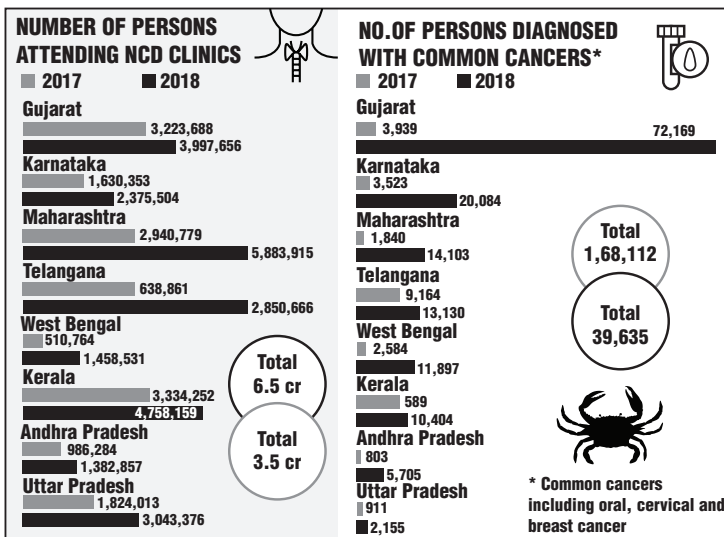 NUMBER OF PERSONS
ATTENDING NCD CLINICS
2017 2018
Gujarat
3,223,688
3,997,656
Karnataka
1,630,353
2,375,504
Maharashtra
2,940,779
5,883,915
Telangana
638,861
2,850,666
West Bengal
510,764
1,458,531
Kerala
3,334,252
4,758,159
Andhra Pradesh
986,284
1,382,857
Uttar Pradesh
1,824,013
3,043,376
Total
6.5 cr
Total
3.5 cr
NO.OF PERSONS DIAGNOSED
WITH COMMON CANCERS*
2017 2018
Gujarat
3,939
72,169
Karnataka
3,523
20,084
Maharashtra
1,840
14,103
Telangana
9,164
13,130
West Bengal
2,584
11,897
Kerala
589
10,404
Andhra Pradesh
803
5,705
Uttar Pradesh
911
2,155
Total
1,68,112
Total
39,635
* Common cancers
including oral, cervical and
breast cancer